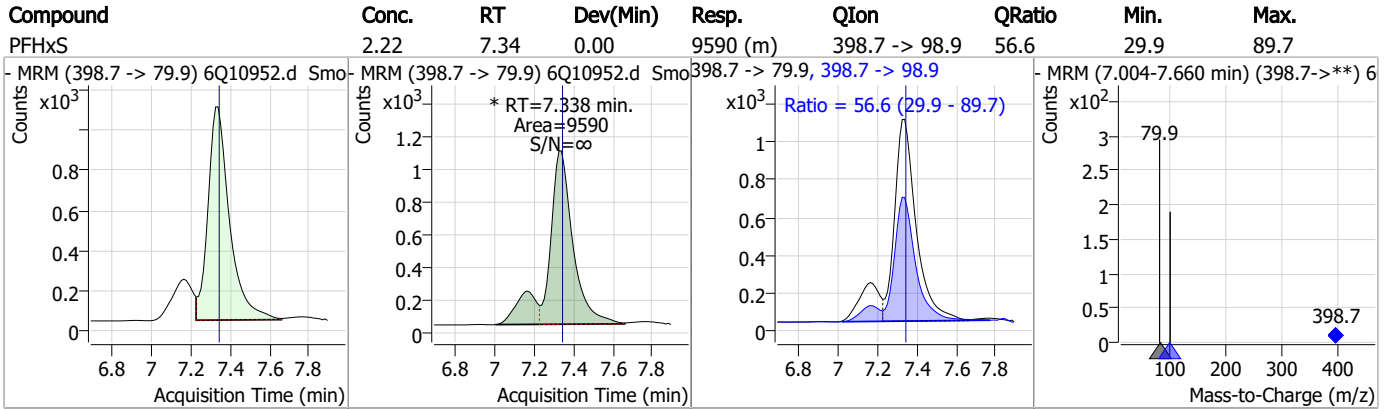 Compound Conc. RT Dev(Min) Resp. QIon QRatio Min. Max.
PFHxS 2.22 7.34 0.00 9590 (m) 398.7 -> 98.9 56.6 29.9 89.7
- MRM (398.7 -> 79.9) 6Q10952.d Smo
Counts
x10³
0.8
0.6
0.4
0.2
0
6.8 7 7.2 7.4 7.6 7.8
Acquisition Time (min)
- MRM (398.7 -> 79.9) 6Q10952.d Smo
Counts
x10³
* RT=7.338 min.
Area=9590
S/N=∞
1.2
1
0.8
0.6
0.4
0.2
0
6.8 7 7.2 7.4 7.6 7.8
Acquisition Time (min)
398.7 -> 79.9, 398.7 -> 98.9
x10³
Ratio = 56.6 (29.9 - 89.7)
1
0.8
0.6
0.4
0.2
0
6.8 7 7.2 7.4 7.6 7.8
Acquisition Time (min)
- MRM (7.004-7.660 min) (398.7->**) 6
Counts
x10²
79.9
3
2.5
2
1.5
1
0.5
398.7
0
100 200 300 400
Mass-to-Charge (m/z)